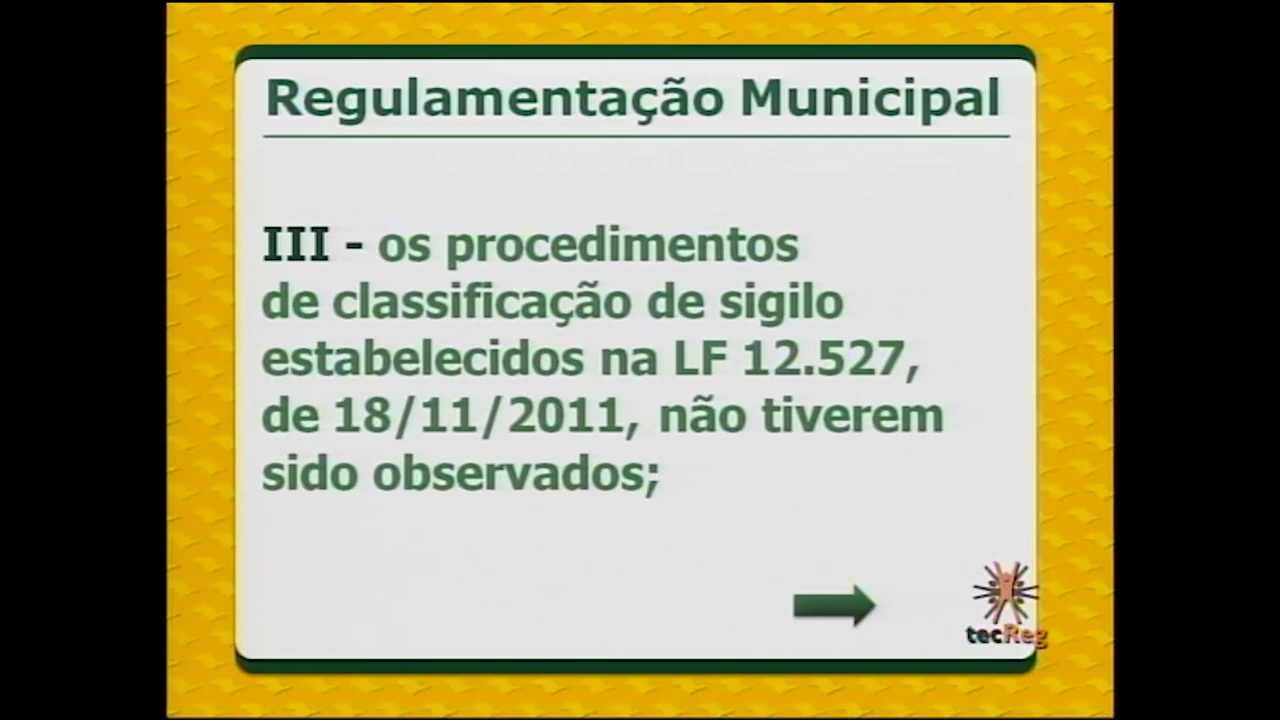 Regulamentação Municipal
III - os procedimentos
de classificação de sigilo
estabelecidos na LF 12.527,
de 18/11/2011, não tiverem
sido observados;
tecReg